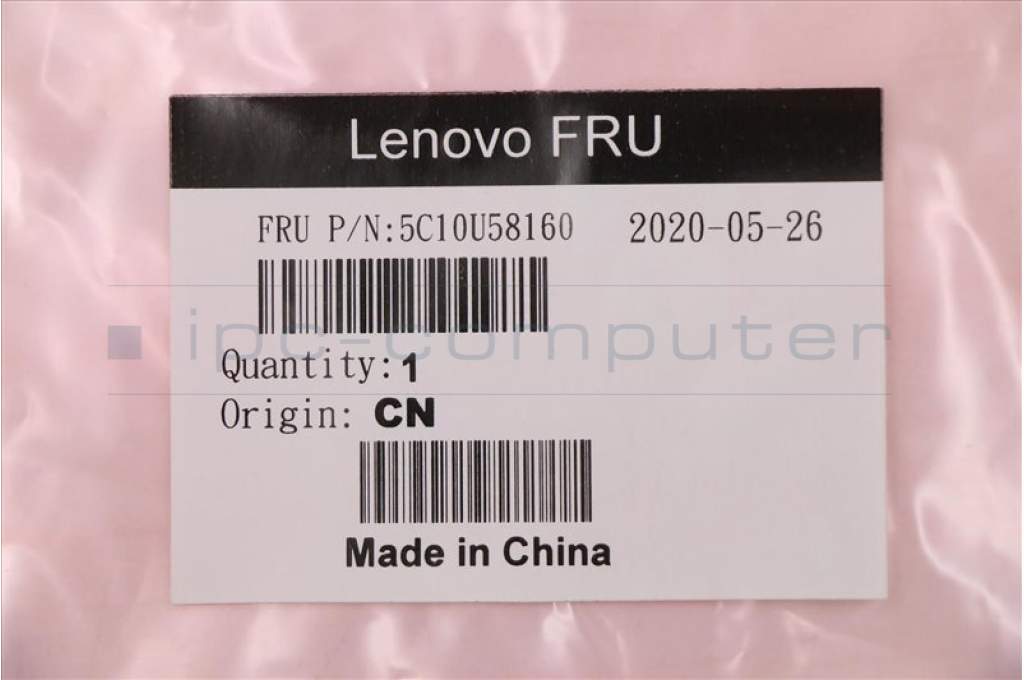 Lenovo FRU
FRU P/N:5C10U58160 2020-05-26
ipc-computer
Quantity:1
Origin: CN
Made in China